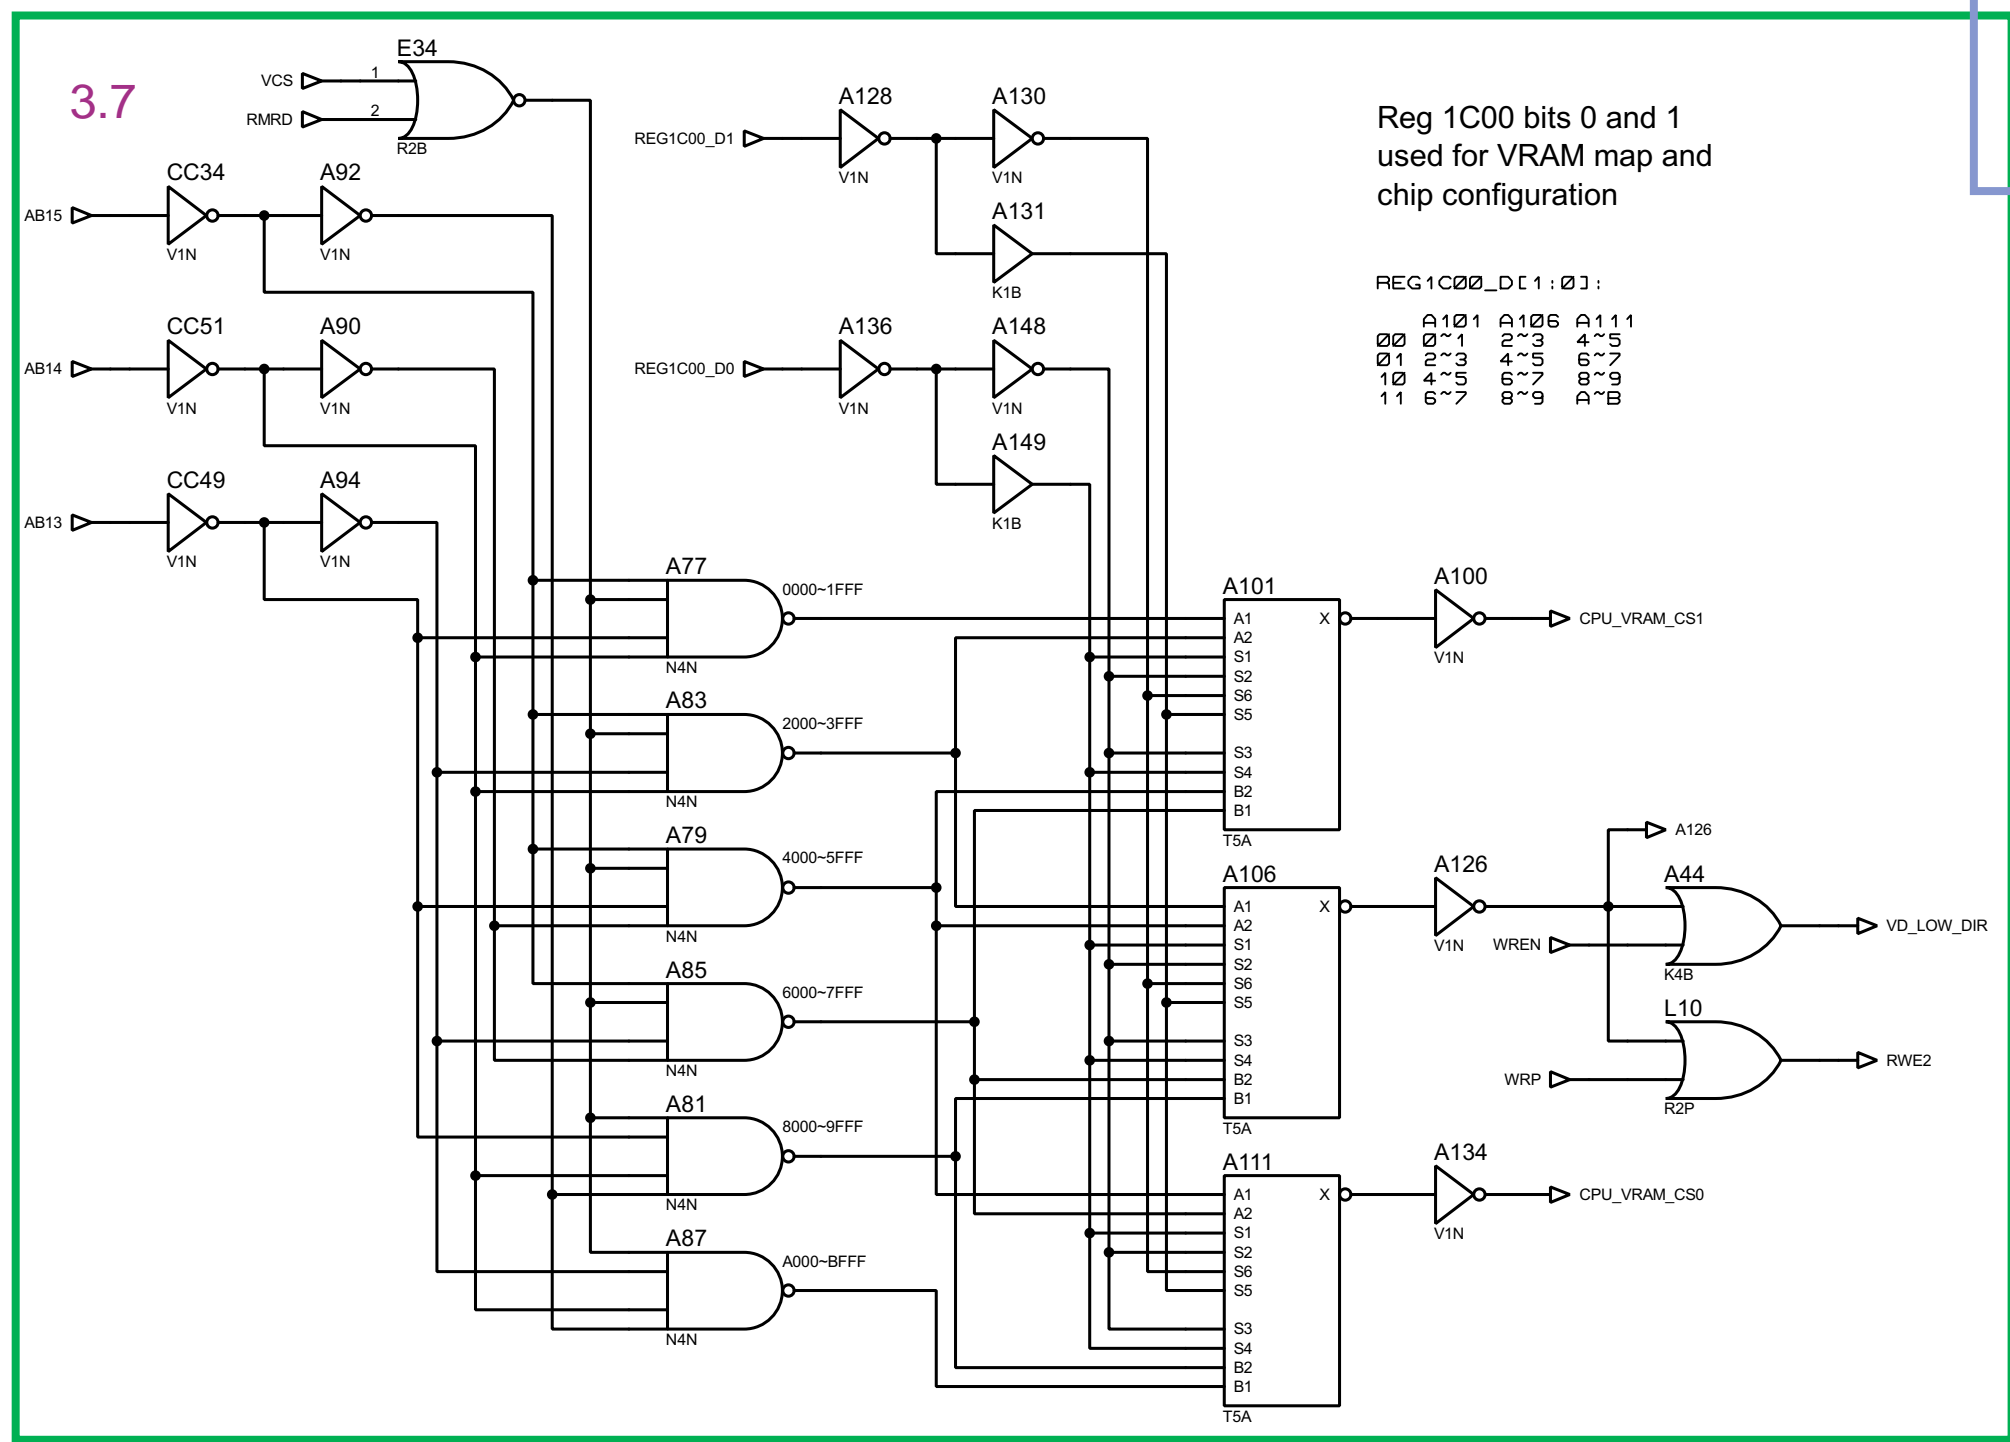 3.7
E34
VCS
1
RMRD
2
R2B
CC34
A92
AB15
V1N
V1N
CC51
A90
AB14
V1N
V1N
CC49
A94
AB13
V1N
V1N
A128
A130
REG1C00_D1
V1N
V1N
A131
K1B
A136
A148
REG1C00_D0
V1N
V1N
A149
K1B
Reg 1C00 bits 0 and 1
used for VRAM map and
chip configuration
REG1C00_D[1:0]:
A101 A106 A111
00 0~1 2~3 4~5
01 2~3 4~5 6~7
10 4~5 6~7 8~9
11 6~7 8~9 A~B
A77
0000~1FFF
N4N
A83
2000~3FFF
N4N
A79
4000~5FFF
N4N
A85
6000~7FFF
N4N
A81
8000~9FFF
N4N
A87
A000~BFFF
N4N
A101
A1 X
A2
S1
S2
S6
S5
S3
S4
B2
B1
T5A
A100
V1N
CPU_VRAM_CS1
A106
A1 X
A2
S1
S2
S6
S5
S3
S4
B2
B1
T5A
A126
V1N
A126
A44
WREN
K4B
VD_LOW_DIR
L10
WRP
R2P
RWE2
A111
A1 X
A2
S1
S2
S6
S5
S3
S4
B2
B1
T5A
A134
V1N
CPU_VRAM_CS0